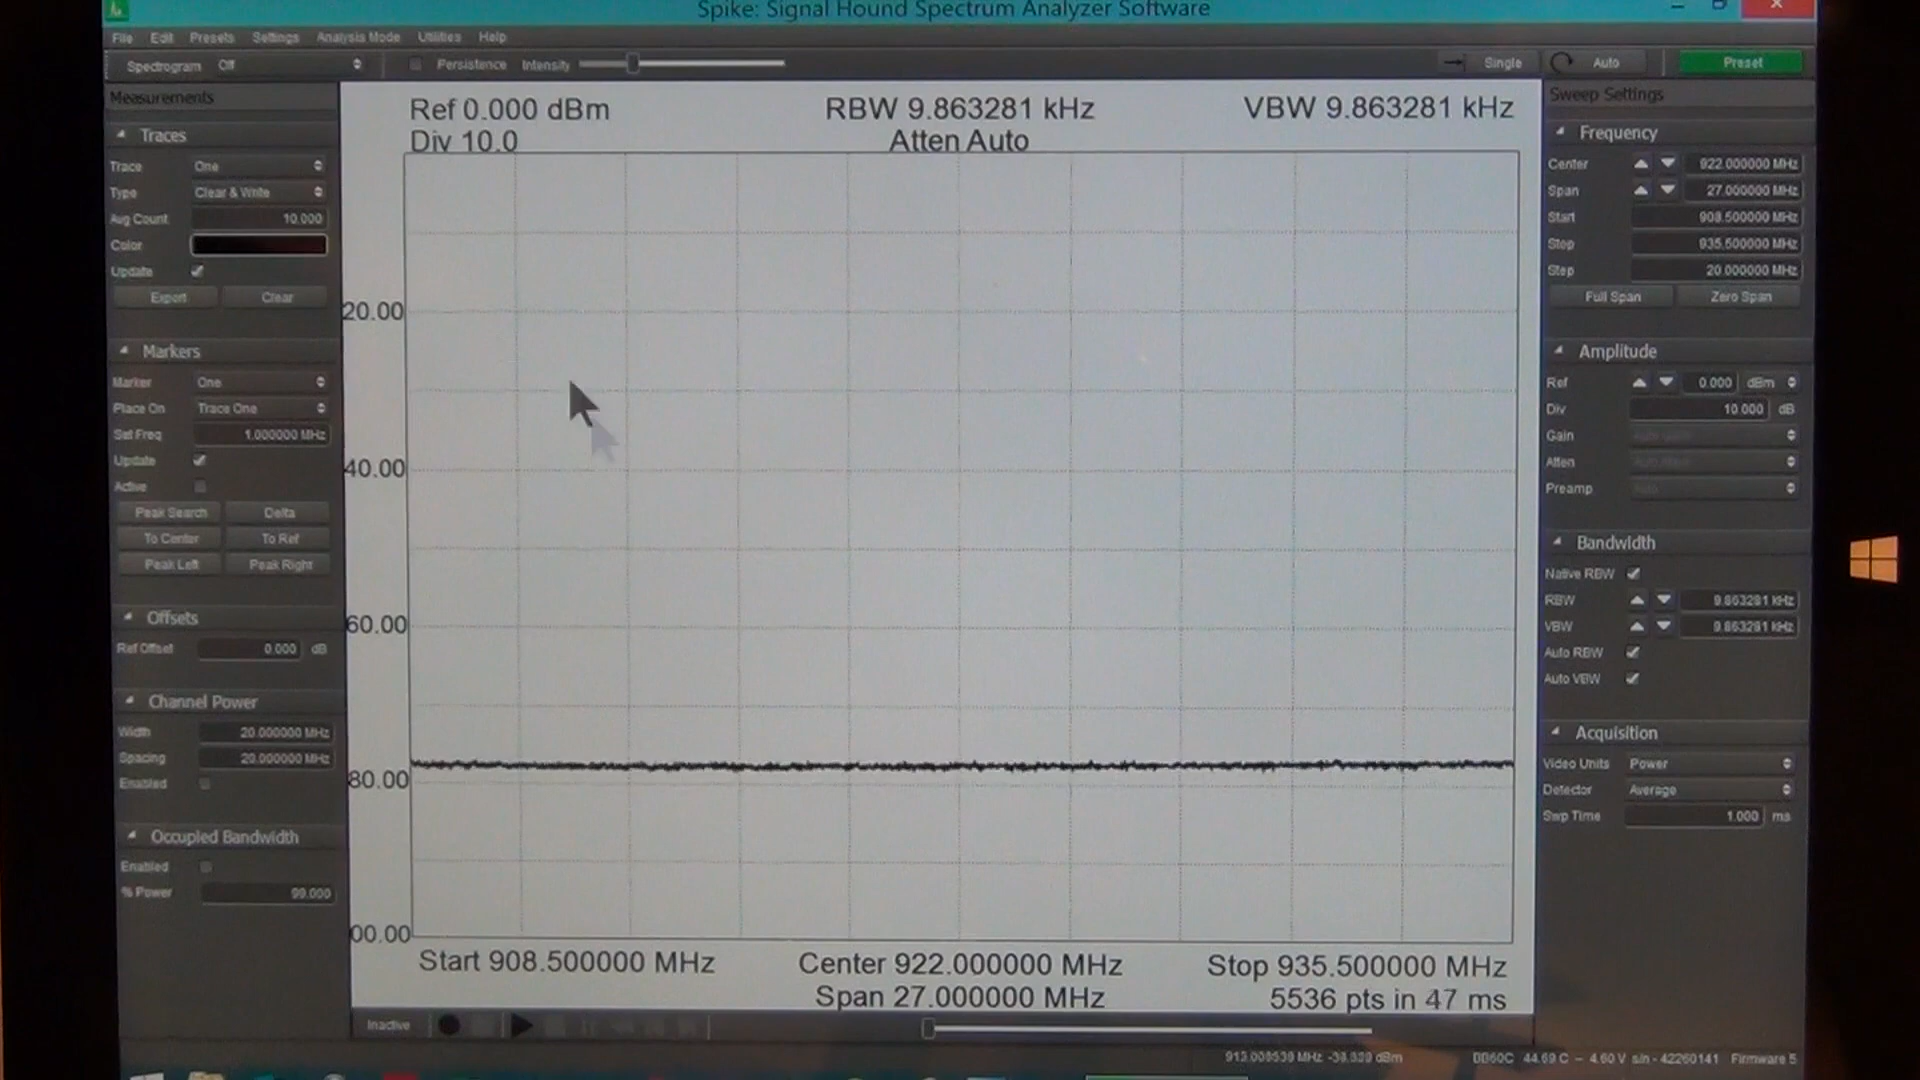 Spike: Signal Hound Spectrum Analyzer Software
File Edit Presets Settings Analysis Mode Utilities Help
Spectrogram Off Persistence Intensity Single Auto Preset
Measurements
Traces
Trace One
Type Clear & Write
Avg Count 10.000
Color
Update
Export Clear
Markers
Marker One
Place On Trace One
Set Freq 1.000000 MHz
Update
Active
Peak Search Delta
To Center To Ref
Peak Left Peak Right
Offsets
Ref Offset 0.000 dB
Channel Power
Width 20.000000 MHz
Spacing 20.000000 MHz
Enabled
Occupied Bandwidth
Enabled
% Power 99.000
Ref 0.000 dBm RBW 9.863281 kHz VBW 9.863281 kHz
Div 10.0 Atten Auto
20.00
40.00
60.00
80.00
00.00
Start 908.500000 MHz Center 922.000000 MHz Stop 935.500000 MHz
Span 27.000000 MHz 5536 pts in 47 ms
Inactive
Sweep Settings
Frequency
Center 922.000000 MHz
Span 27.000000 MHz
Start 908.500000 MHz
Stop 935.500000 MHz
Step 20.000000 MHz
Full Span Zero Span
Amplitude
Ref 0.000 dBm
Div 10.000 dB
Gain
Atten
Preamp
Bandwidth
Native RBW
RBW 9.863281 kHz
VBW 9.863281 kHz
Auto RBW
Auto VBW
Acquisition
Video Units Power
Detector Average
Swp Time 1.000 ms
BB60C 44.69 C - 4.60 V s/n - 42260141 Firmware 5